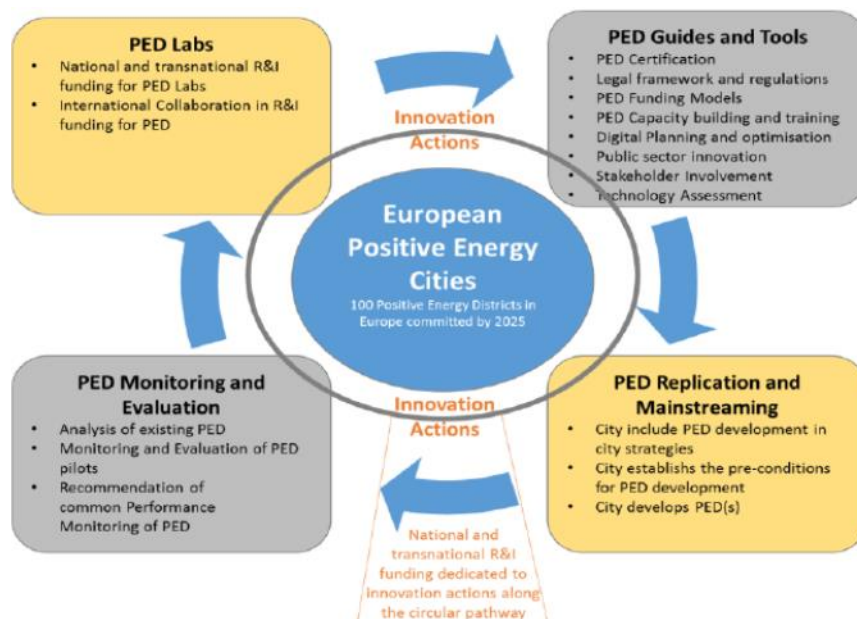 PED Labs
• National and transnational R&I
funding for PED Labs
• International Collaboration in R&I
funding for PED
PED Guides and Tools
• PED Certification
• Legal framework and regulations
• PED Funding Models
• PED Capacity building and training
• Digital Planning and optimisation
• Public sector innovation
• Stakeholder Involvement
• Technology Assessment
Innovation
Actions
European
Positive Energy
Cities
100 Positive Energy Districts in
Europe committed by 2025
PED Monitoring and
Evaluation
• Analysis of existing PED
• Monitoring and Evaluation of PED
pilots
• Recommendation of
common Performance
Monitoring of PED
Innovation
Actions
PED Replication and
Mainstreaming
• City include PED development in
city strategies
• City establishs the pre-conditions
for PED development
• City develops PED(s)
National and
transnational R&I
funding dedicated to
innovation actions along
the circular pathway